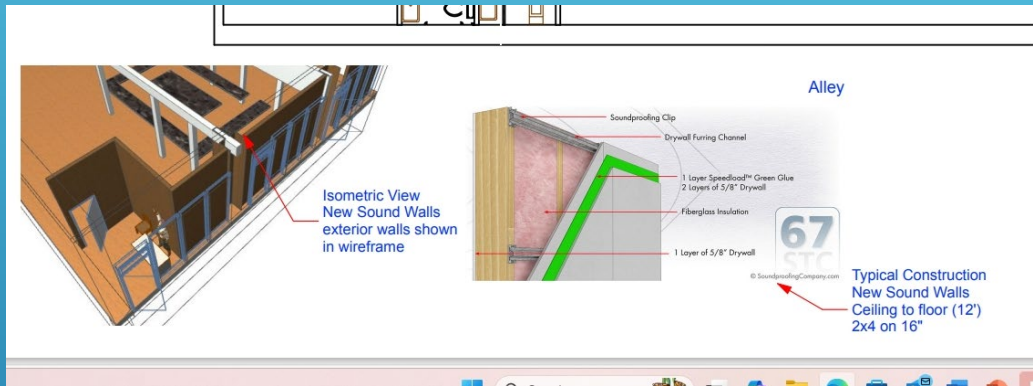 Alley
Soundproofing Clip
Drywall Furring Channel
1 Layer Speedload™ Green Glue
2 Layers of 5/8" Drywall
Fiberglass Insulation
1 Layer of 5/8" Drywall
67
STC
© SoundproofingCompany.com
Isometric View
New Sound Walls
exterior walls shown
in wireframe
Typical Construction
New Sound Walls
Ceiling to floor (12')
2x4 on 16"